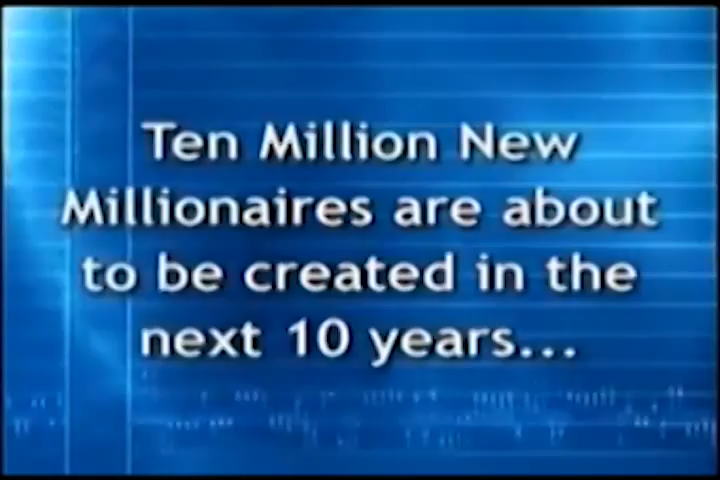 Ten Million New
Millionaires are about
to be created in the
next 10 years...